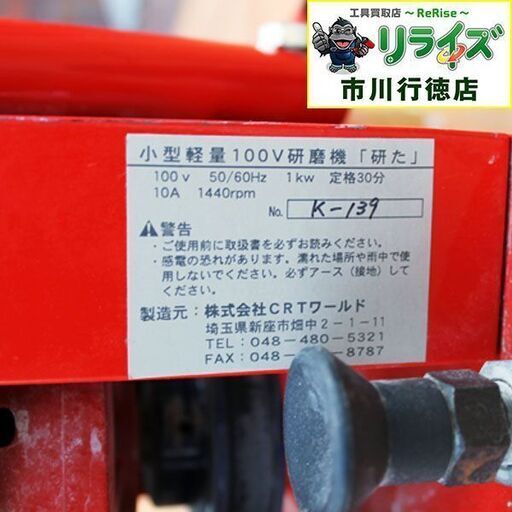 工具買取店 ～ReRise～
リライズ
市川行徳店
小型軽量100V研磨機「研た」
100v 50/60Hz 1kw 定格30分
10A 1440rpm
No. K-139
⚠警告
・ご使用前に取扱書を必ずお読みください。
・感電の恐れがあります。濡れた場所や雨中で使
用しないでください。必ずアース（接地）して
ください。
製造元：株式会社CRTワールド
埼玉県新座市畑中2-1-11
TEL：048-480-5321
FAX：048- -8787